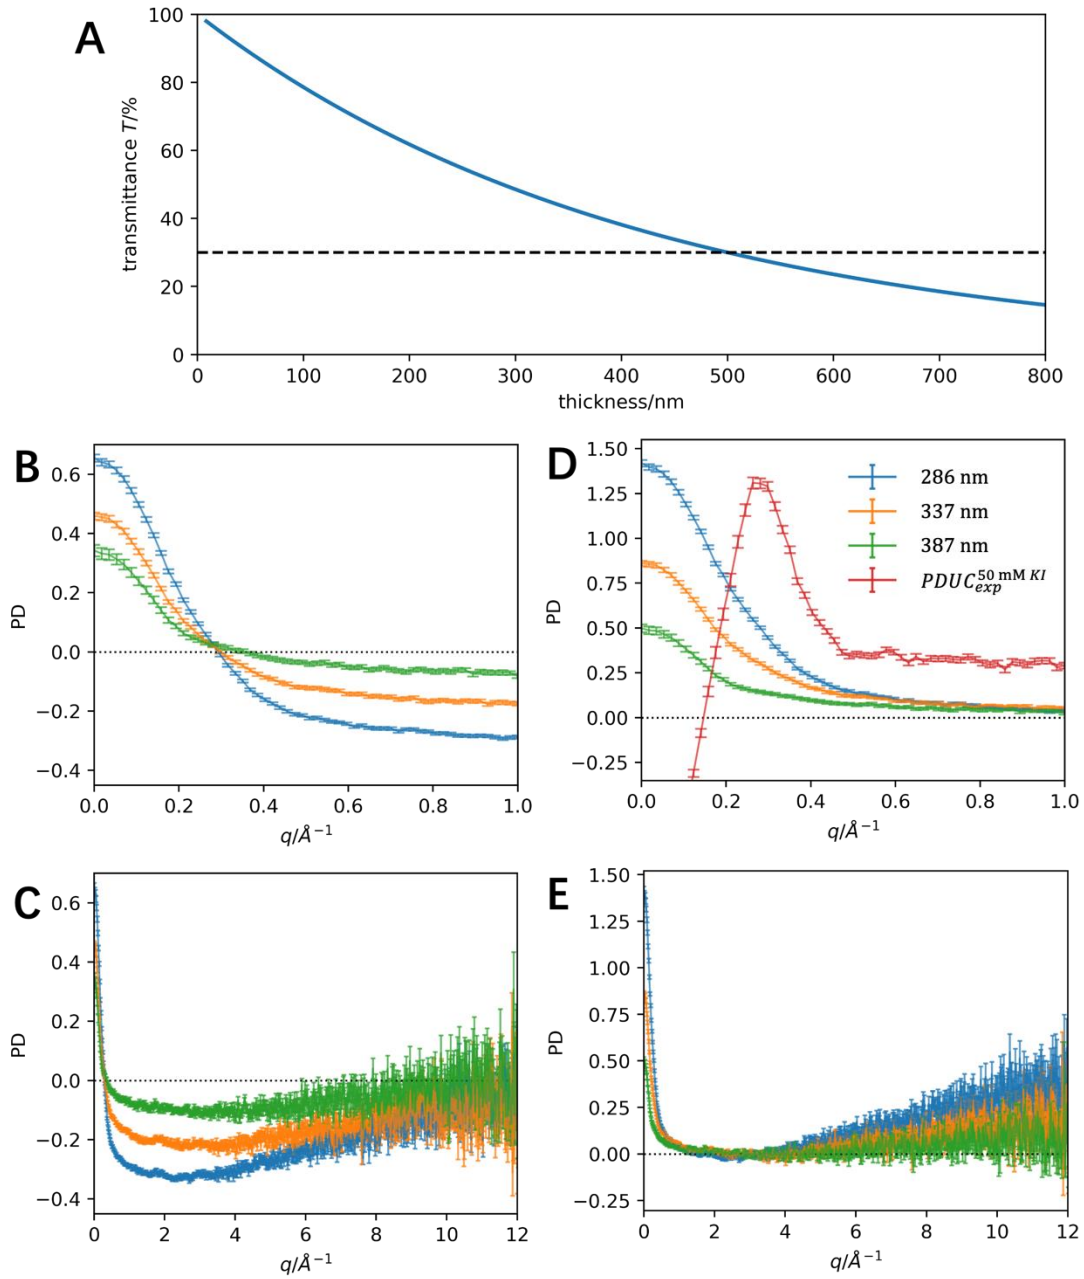 A
100
80
60
40
20
0
transmittance T/%
0 100 200 300 400 500 600 700 800
thickness/nm
B
0.6
0.4
0.2
0.0
−0.2
−0.4
PD
0.0 0.2 0.4 0.6 0.8 1.0
q/Å⁻¹
D
1.50
1.25
1.00
0.75
0.50
0.25
0.00
−0.25
PD
286 nm
337 nm
387 nm
PDUC_exp^50 mM KI
0.0 0.2 0.4 0.6 0.8 1.0
q/Å⁻¹
C
0.6
0.4
0.2
0.0
−0.2
−0.4
PD
0 2 4 6 8 10 12
q/Å⁻¹
E
1.50
1.25
1.00
0.75
0.50
0.25
0.00
−0.25
PD
0 2 4 6 8 10 12
q/Å⁻¹